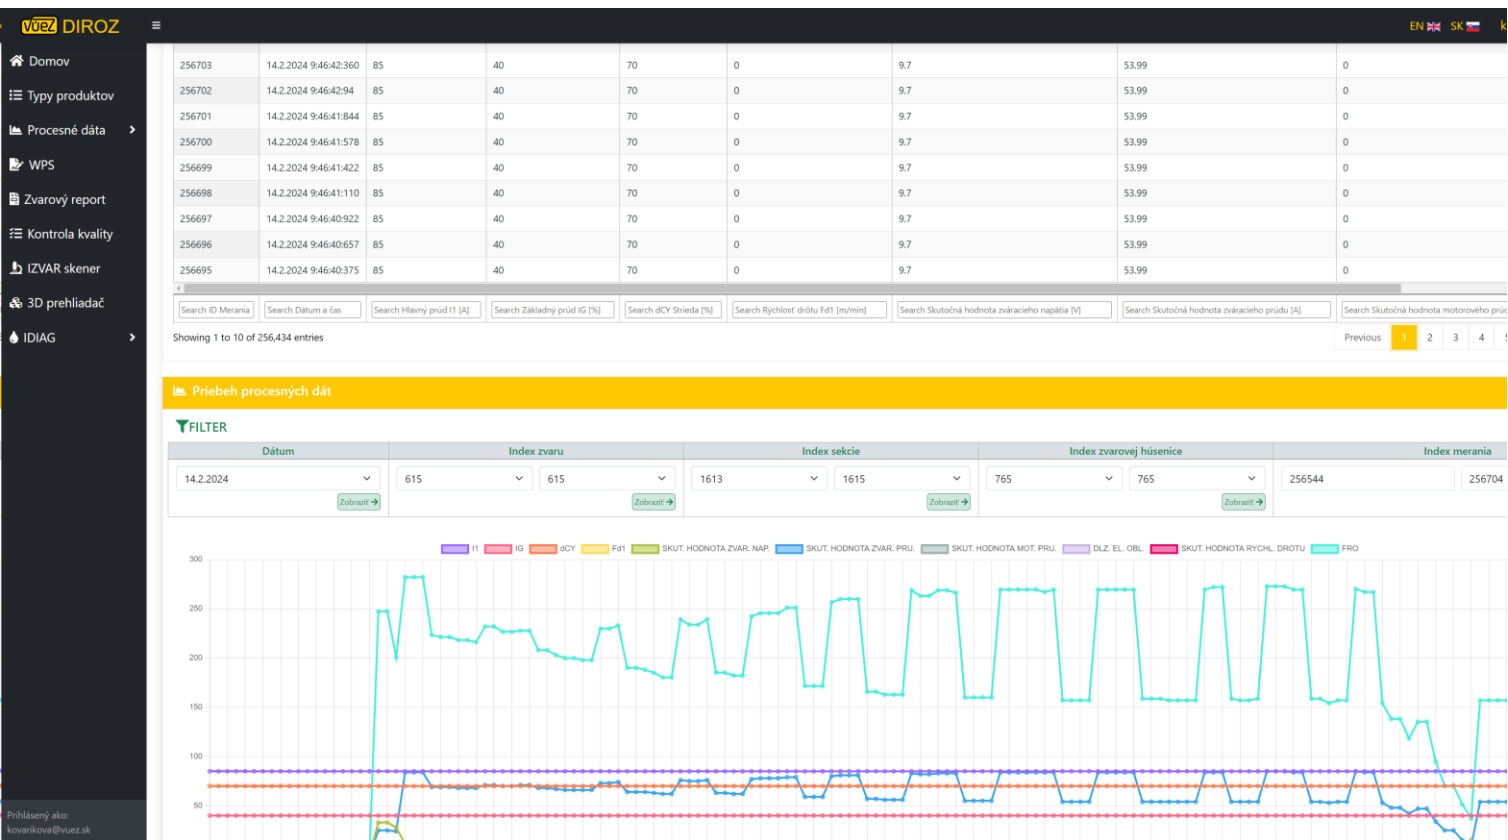 VÚEZ DIROZ
EN SK
Domov
Typy produktov
Procesné dáta
WPS
Zvarový report
Kontrola kvality
IZVAR skener
3D prehliadač
IDIAG
Prihlásený ako:
kovarikova@vuez.sk
256703 14.2.2024 9:46:42:360 85 40 70 0 9.7 53.99 0
256702 14.2.2024 9:46:42:94 85 40 70 0 9.7 53.99 0
256701 14.2.2024 9:46:41:844 85 40 70 0 9.7 53.99 0
256700 14.2.2024 9:46:41:578 85 40 70 0 9.7 53.99 0
256699 14.2.2024 9:46:41:422 85 40 70 0 9.7 53.99 0
256698 14.2.2024 9:46:41:110 85 40 70 0 9.7 53.99 0
256697 14.2.2024 9:46:40:922 85 40 70 0 9.7 53.99 0
256696 14.2.2024 9:46:40:657 85 40 70 0 9.7 53.99 0
256695 14.2.2024 9:46:40:375 85 40 70 0 9.7 53.99 0
Search ID Merania Search Dátum a čas Search Hlavný prúd I1 [A] Search Základný prúd IG [%] Search dCY Strieda [%] Search Rýchlosť drôtu Fd1 [m/min] Search Skutočná hodnota zváracieho napätia [V] Search Skutočná hodnota zváracieho prúdu [A] Search Skutočná hodnota motorového
Showing 1 to 10 of 256,434 entries
Previous 1 2 3 4 5
Priebeh procesných dát
FILTER
Dátum Index zvaru Index sekcie Index zvarovej húsenice Index merania
14.2.2024 615 615 1613 1615 765 765 256544 256704
Zobraziť Zobraziť Zobraziť Zobraziť
I1 IG dCY Fd1 SKUT. HODNOTA ZVAR. NAP. SKUT. HODNOTA ZVAR. PRU. SKUT. HODNOTA MOT. PRU. DLZ. EL. OBL. SKUT. HODNOTA RYCHL. DROTU FRO
300
250
200
150
100
50